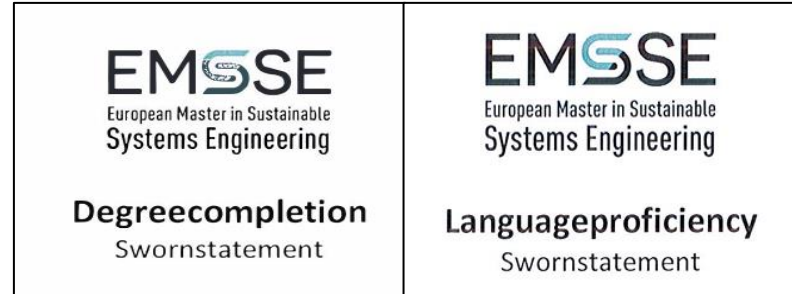 EMSSE
European Master in Sustainable
Systems Engineering
Degreecompletion
Swornstatement
EMSSE
European Master in Sustainable
Systems Engineering
Languageproficiency
Swornstatement